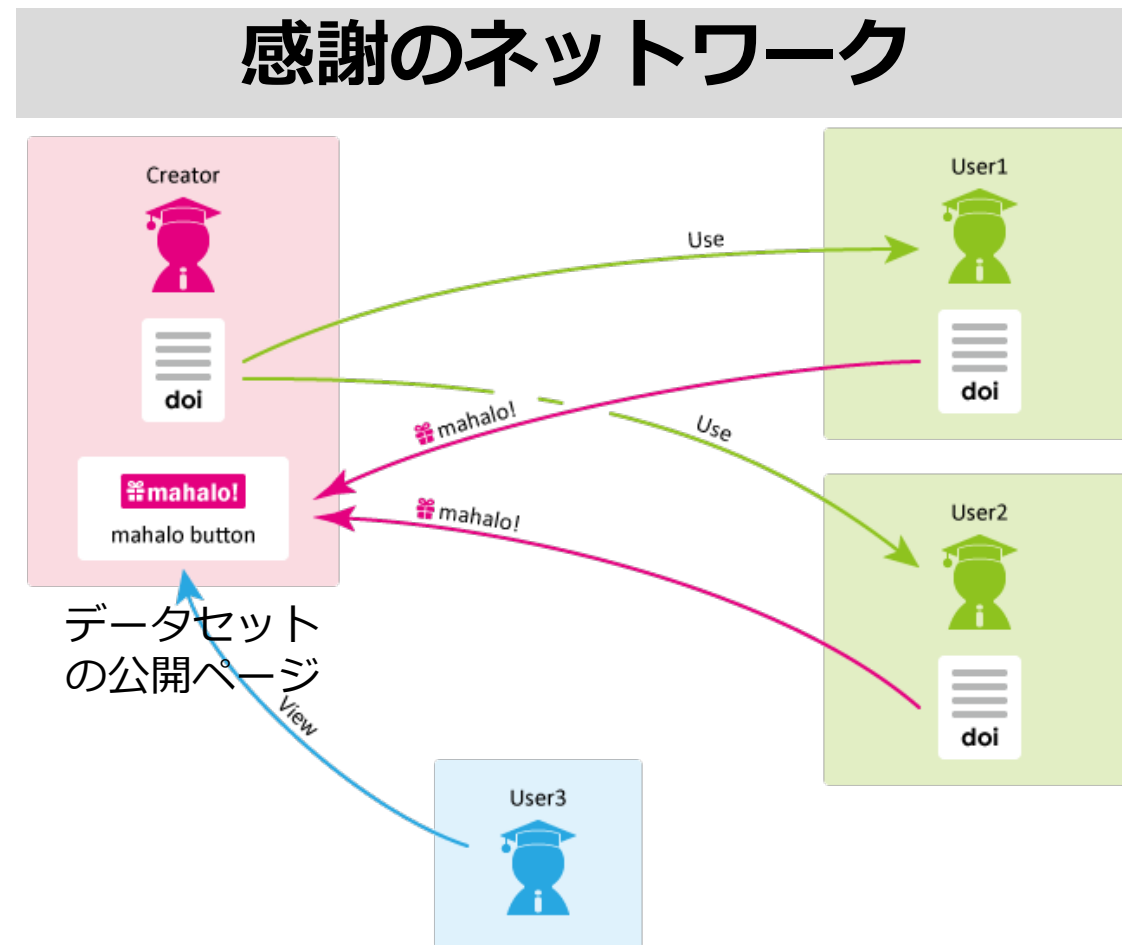 感謝のネットワーク
Creator
doi
mahalo!
mahalo button
データセット
の公開ページ
Use
mahalo!
Use
mahalo!
View
User1
doi
User2
doi
User3